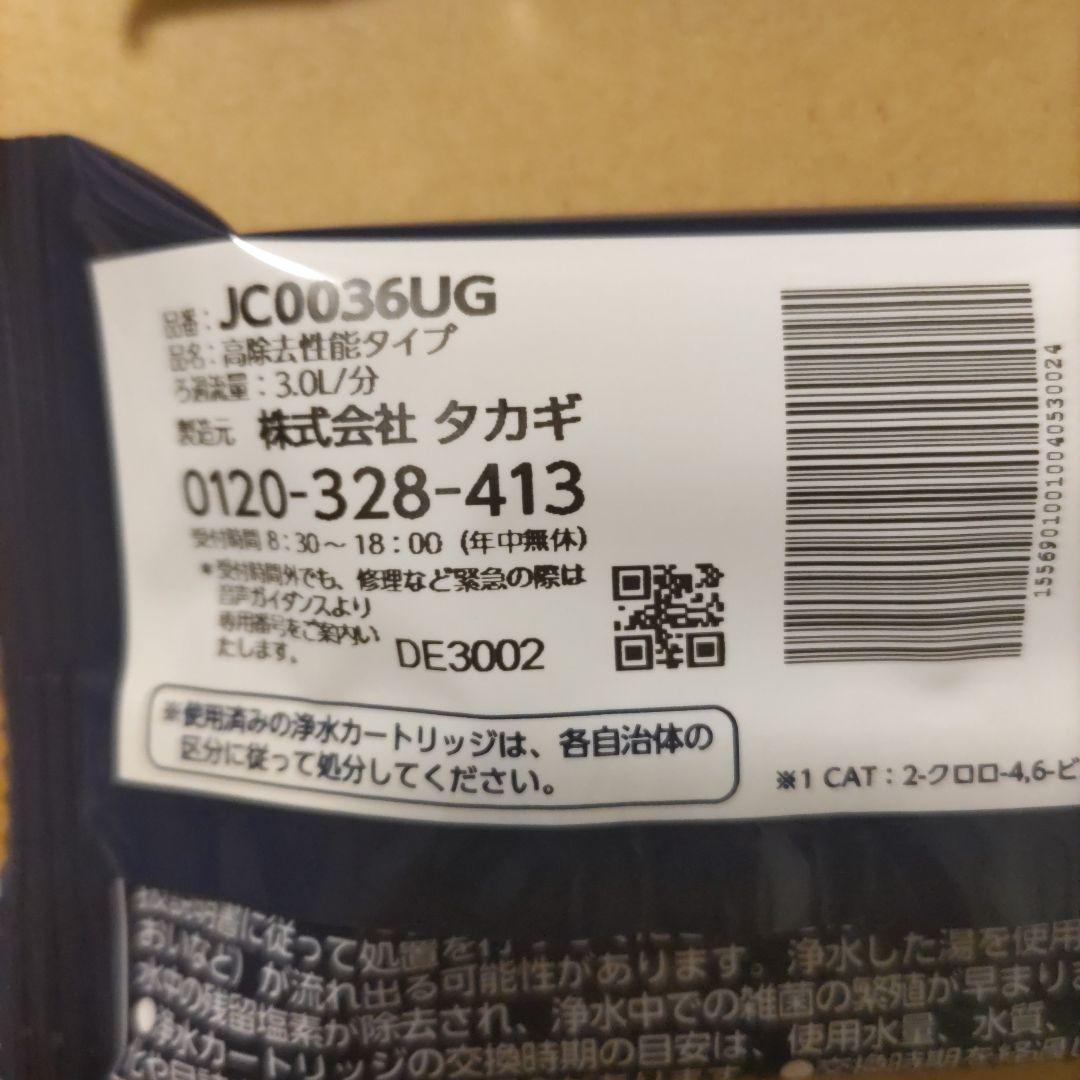 品番：JC0036UG
品名：高除去性能タイプ
ろ過流量：3.0L/分
製造元 株式会社 タカギ
0120-328-413
受付時間 8:30～18:00（年中無休）
*受付時間外でも、修理など緊急の際は
音声ガイダンスより
専用番号をご案内い
たします。
DE3002
155690100100405300​24
※使用済みの浄水カートリッジは、各自治体の
区分に従って処分してください。
※1 CAT：2-クロロ-4,6-ビ
に従って処置を行
おいなど）が流れ出る可能性があります。浄水した湯を使用
水中の残留塩素が除去され、浄水中での雑菌の繁殖が早まりま
●浄水カートリッジの交換時期の目安は、使用水量、水質、